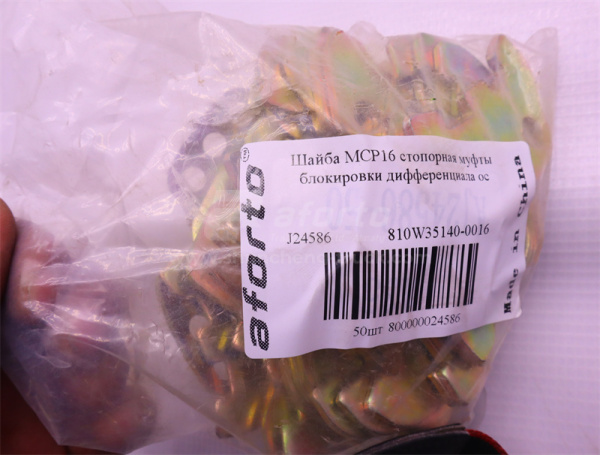 aforto®
Шайба МСР16 стопорная муфты
блокировки дифференциала ос
J24586 810W35140-0016
50шт 800000024586
Made in China